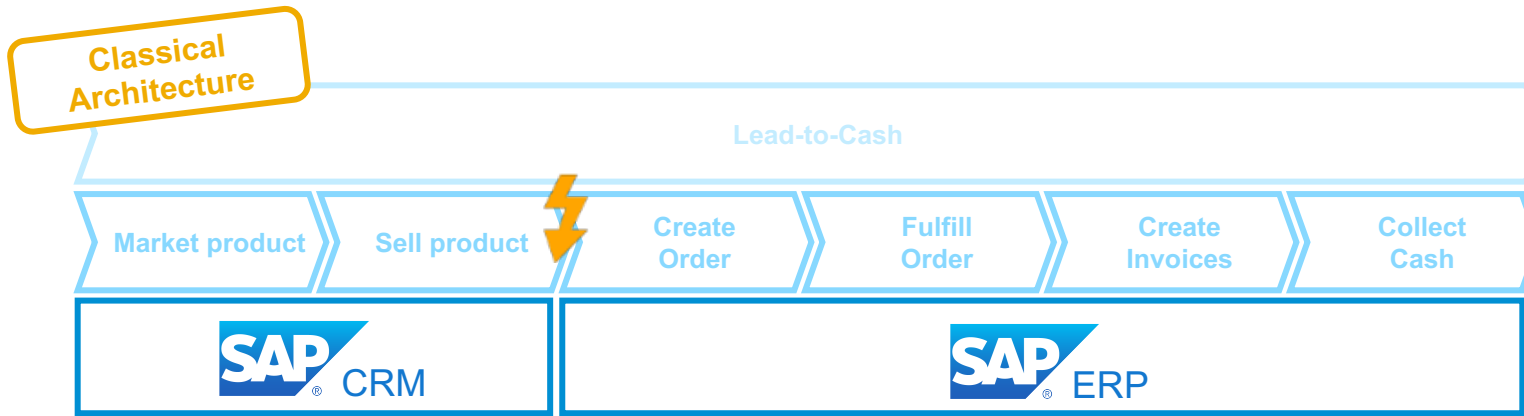 Classical
Architecture
Lead-to-Cash
Market product
Sell product
Create
Order
Fulfill
Order
Create
Invoices
Collect
Cash
SAP® CRM
SAP® ERP